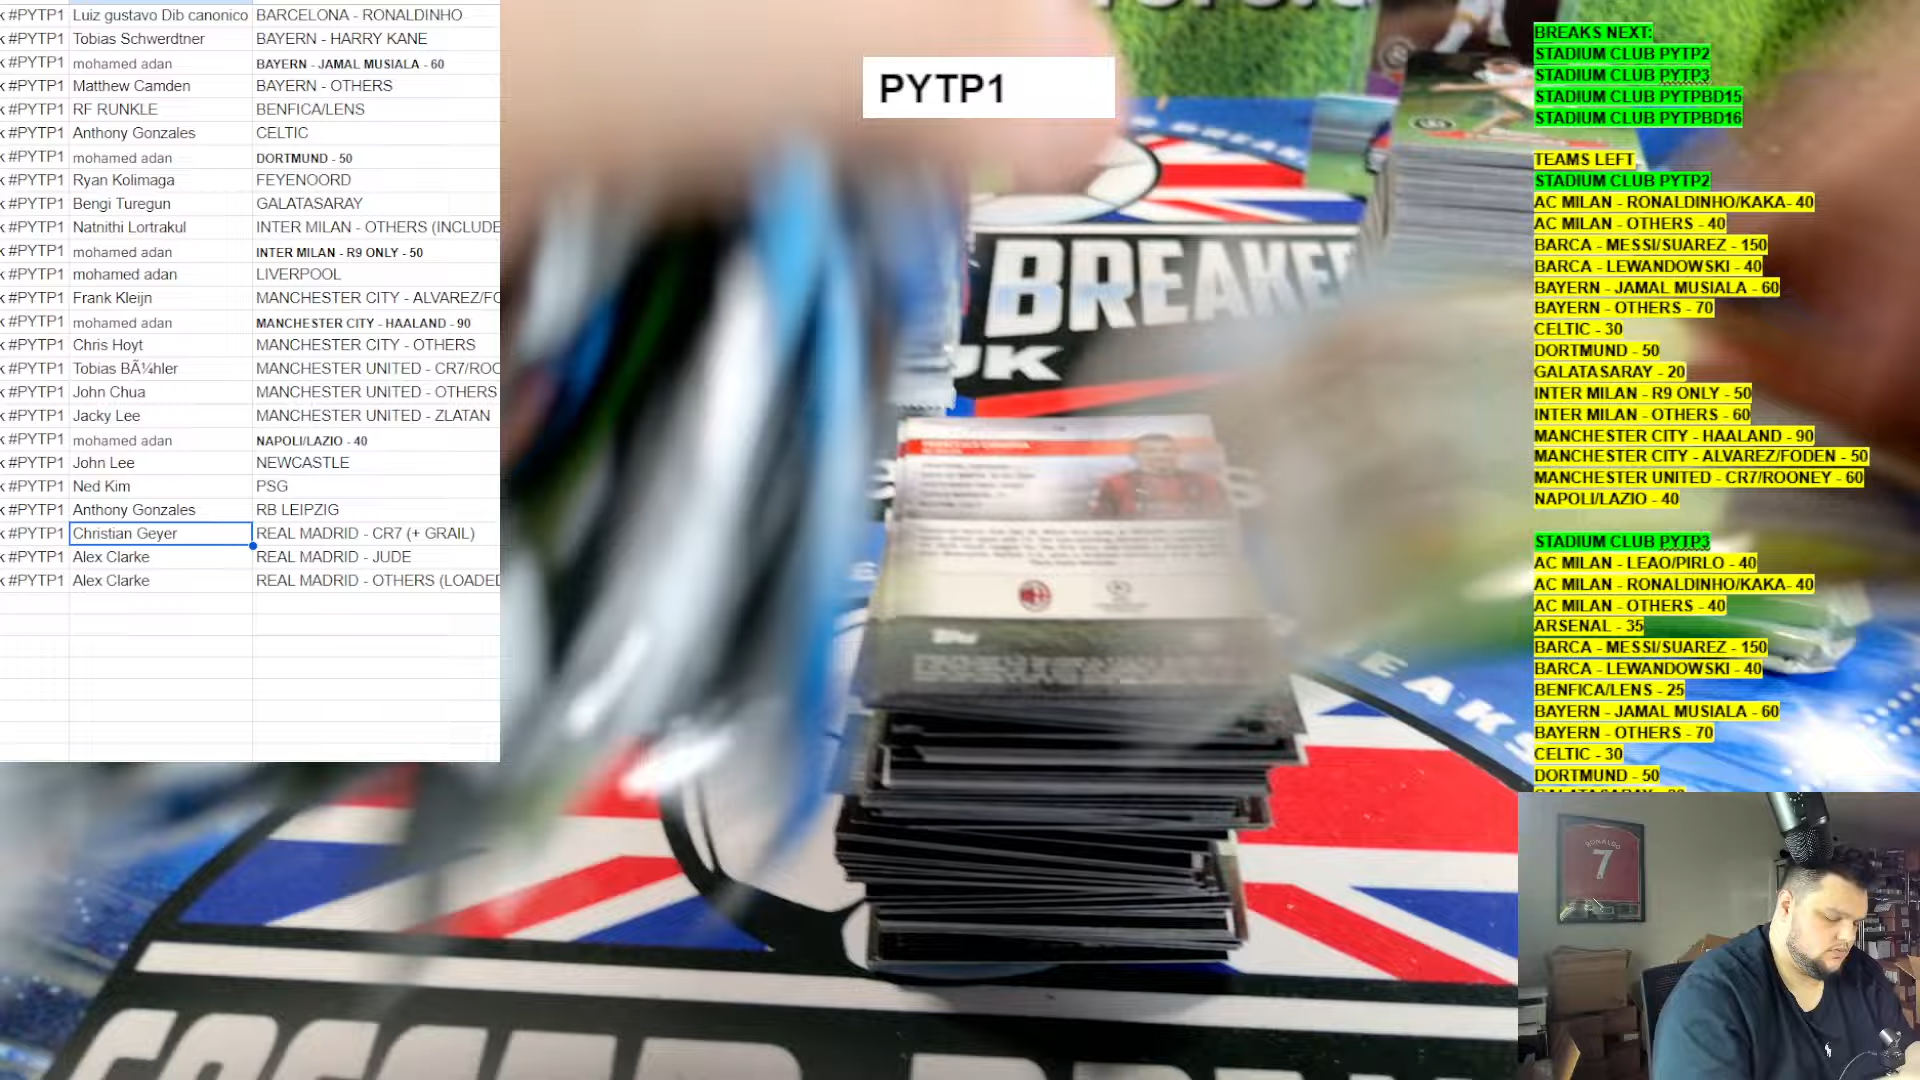 k #PYTP1 Luiz gustavo Dib canonico BARCELONA - RONALDINHO
k #PYTP1 Tobias Schwerdtner BAYERN - HARRY KANE
k #PYTP1 mohamed adan BAYERN - JAMAL MUSIALA - 60
k #PYTP1 Matthew Camden BAYERN - OTHERS
k #PYTP1 RF RUNKLE BENFICA/LENS
k #PYTP1 Anthony Gonzales CELTIC
k #PYTP1 mohamed adan DORTMUND - 50
k #PYTP1 Ryan Kolimaga FEYENOORD
k #PYTP1 Bengi Turegun GALATASARAY
k #PYTP1 Natnithi Lortrakul INTER MILAN - OTHERS (INCLUDE
k #PYTP1 mohamed adan INTER MILAN - R9 ONLY - 50
k #PYTP1 mohamed adan LIVERPOOL
k #PYTP1 Frank Kleijn MANCHESTER CITY - ALVAREZ/FO
k #PYTP1 mohamed adan MANCHESTER CITY - HAALAND - 90
k #PYTP1 Chris Hoyt MANCHESTER CITY - OTHERS
k #PYTP1 Tobias BÃ¼hler MANCHESTER UNITED - CR7/ROO
k #PYTP1 John Chua MANCHESTER UNITED - OTHERS
k #PYTP1 Jacky Lee MANCHESTER UNITED - ZLATAN
k #PYTP1 mohamed adan NAPOLI/LAZIO - 40
k #PYTP1 John Lee NEWCASTLE
k #PYTP1 Ned Kim PSG
k #PYTP1 Anthony Gonzales RB LEIPZIG
k #PYTP1 Christian Geyer REAL MADRID - CR7 (+ GRAIL)
k #PYTP1 Alex Clarke REAL MADRID - JUDE
k #PYTP1 Alex Clarke REAL MADRID - OTHERS (LOADED
PYTP1
BREAKE
UK
EAKS
BREAKS NEXT:
STADIUM CLUB PYTP2
STADIUM CLUB PYTP3
STADIUM CLUB PYTPBD15
STADIUM CLUB PYTPBD16
TEAMS LEFT
STADIUM CLUB PYTP2
AC MILAN - RONALDINHO/KAKA- 40
AC MILAN - OTHERS - 40
BARCA - MESSI/SUAREZ - 150
BARCA - LEWANDOWSKI - 40
BAYERN - JAMAL MUSIALA - 60
BAYERN - OTHERS - 70
CELTIC - 30
DORTMUND - 50
GALATASARAY - 20
INTER MILAN - R9 ONLY - 50
INTER MILAN - OTHERS - 60
MANCHESTER CITY - HAALAND - 90
MANCHESTER CITY - ALVAREZ/FODEN - 50
MANCHESTER UNITED - CR7/ROONEY - 60
NAPOLI/LAZIO - 40
STADIUM CLUB PYTP3
AC MILAN - LEAO/PIRLO - 40
AC MILAN - RONALDINHO/KAKA- 40
AC MILAN - OTHERS - 40
ARSENAL - 35
BARCA - MESSI/SUAREZ - 150
BARCA - LEWANDOWSKI - 40
BENFICA/LENS - 25
BAYERN - JAMAL MUSIALA - 60
BAYERN - OTHERS - 70
CELTIC - 30
DORTMUND - 50
RONALDO
7